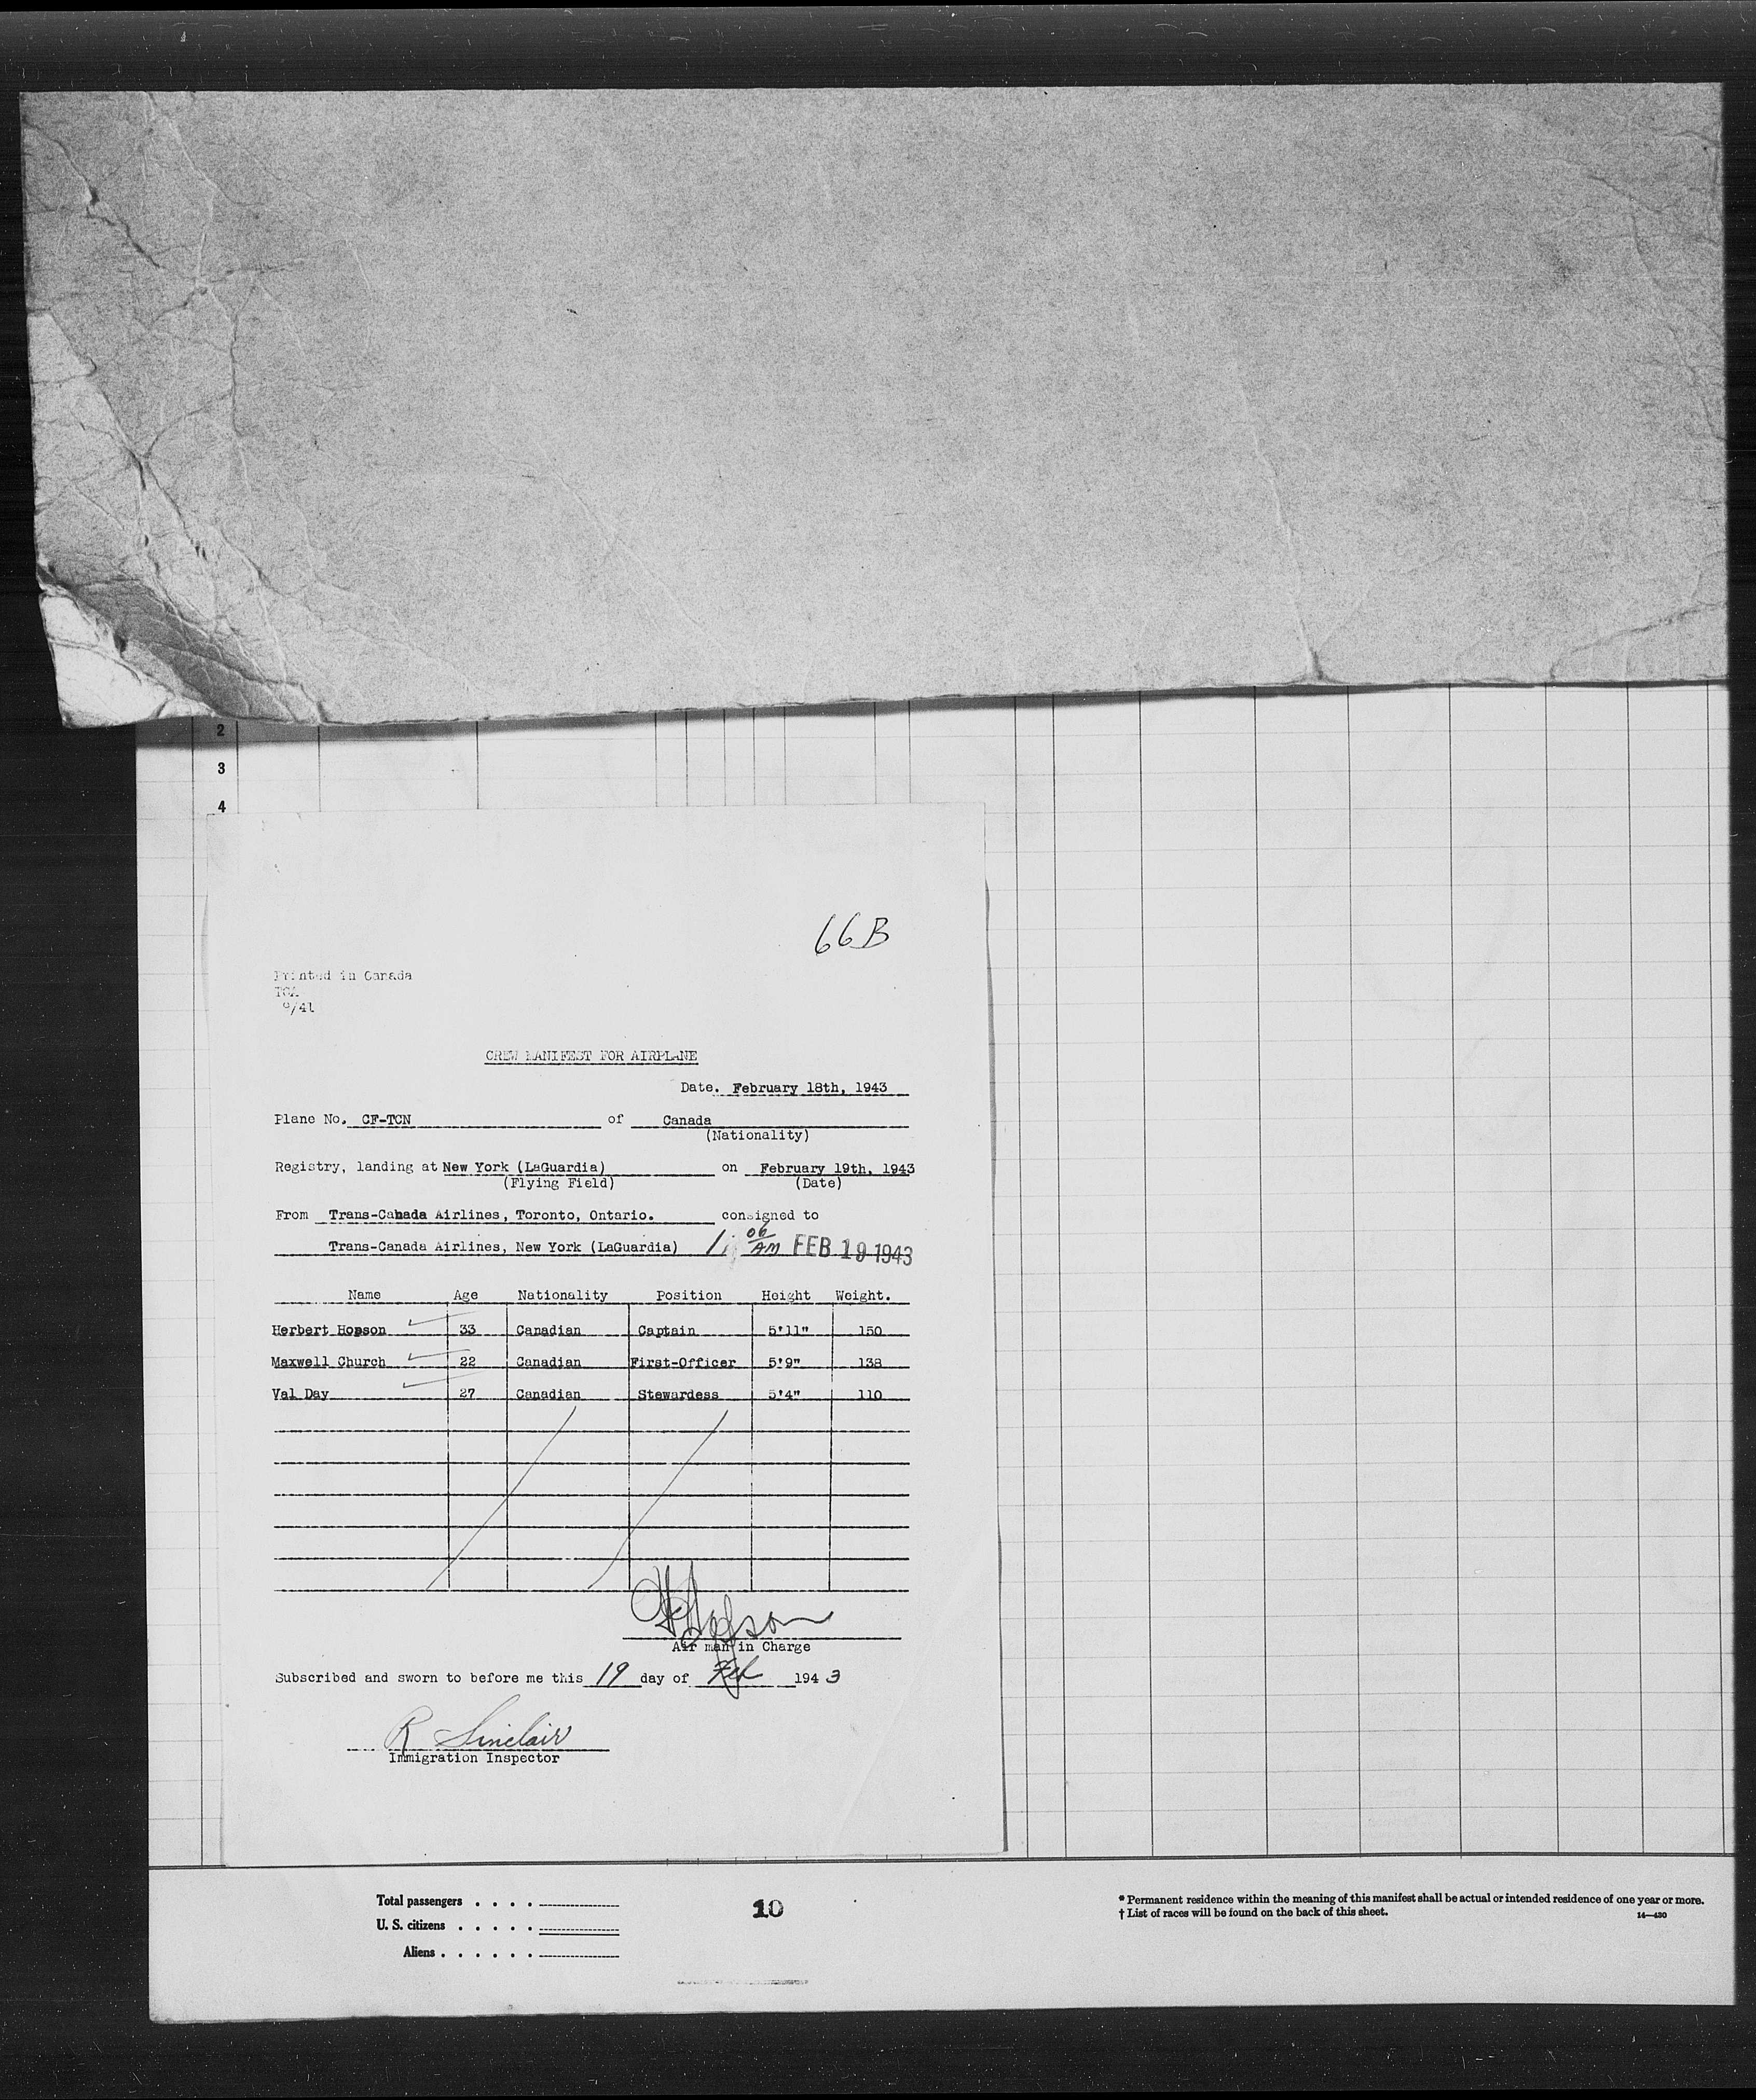 2
3
4
66B
Printed in Canada
TCA
9/41
CREW MANIFEST FOR AIRPLANE
Date. February 18th, 1943
Plane No. CF-TCN of Canada
(Nationality)
Registry, landing at New York (LaGuardia) on February 19th, 1943
(Flying Field) (Date)
From Trans-Canada Airlines, Toronto, Ontario. consigned to
Trans-Canada Airlines, New York (LaGuardia) 1:06 AM FEB 19 1943
Name Age Nationality Position Height Weight.
Herbert Hopson 33 Canadian Captain 5'11" 150
Maxwell Church 22 Canadian First-Officer 5'9" 138
Val Day 27 Canadian Stewardess 5'4" 110
H Hopson
Air man in Charge
Subscribed and sworn to before me this 19 day of Feb 1943
R Sinclair
Immigration Inspector
Total passengers . . . .
U. S. citizens . . . . .
Aliens . . . . . .
10
* Permanent residence within the meaning of this manifest shall be actual or intended residence of one year or more.
† List of races will be found on the back of this sheet.
14—430